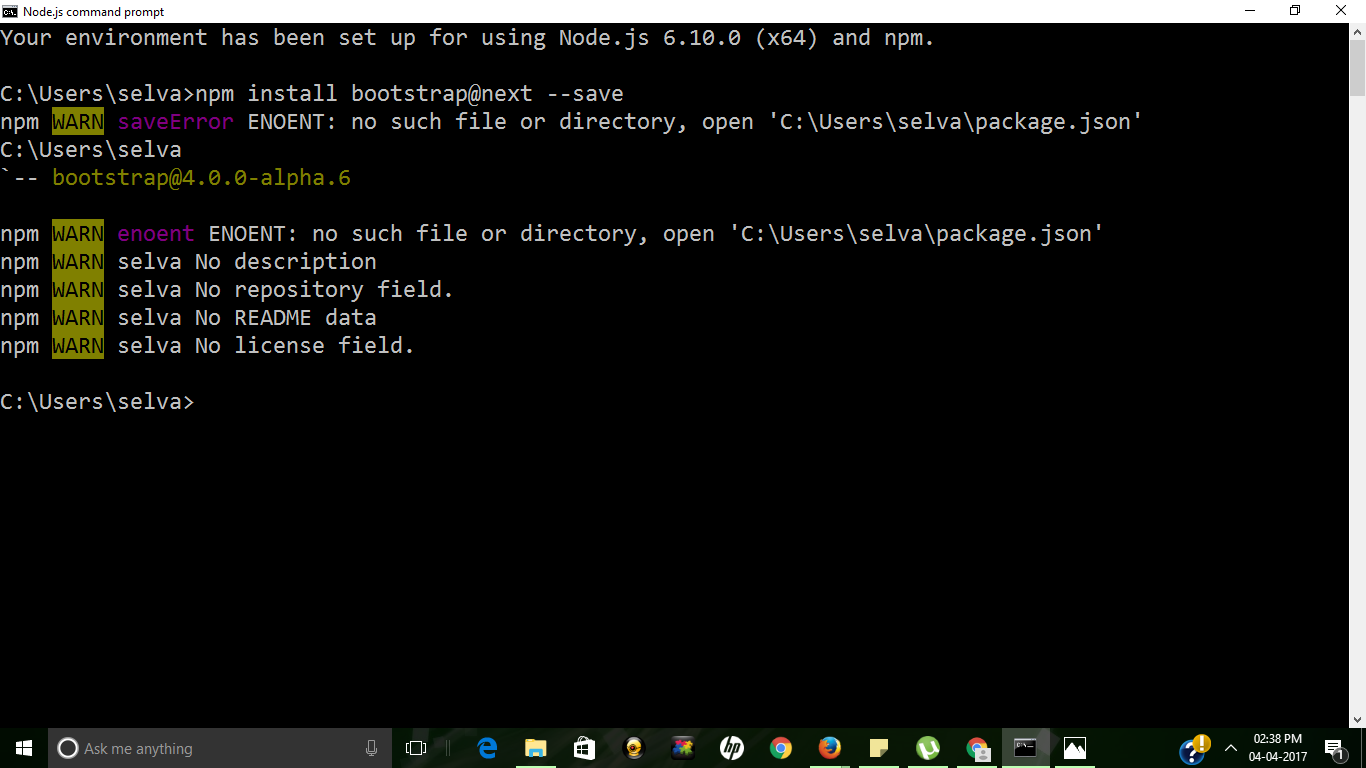 Node.js command prompt
Your environment has been set up for using Node.js 6.10.0 (x64) and npm.
C:\Users\selva>npm install bootstrap@next --save
npm WARN saveError ENOENT: no such file or directory, open 'C:\Users\selva\package.json'
C:\Users\selva
`-- bootstrap@4.0.0-alpha.6
npm WARN enoent ENOENT: no such file or directory, open 'C:\Users\selva\package.json'
npm WARN selva No description
npm WARN selva No repository field.
npm WARN selva No README data
npm WARN selva No license field.
C:\Users\selva>
Ask me anything
hp
02:38 PM
04-04-2017
1